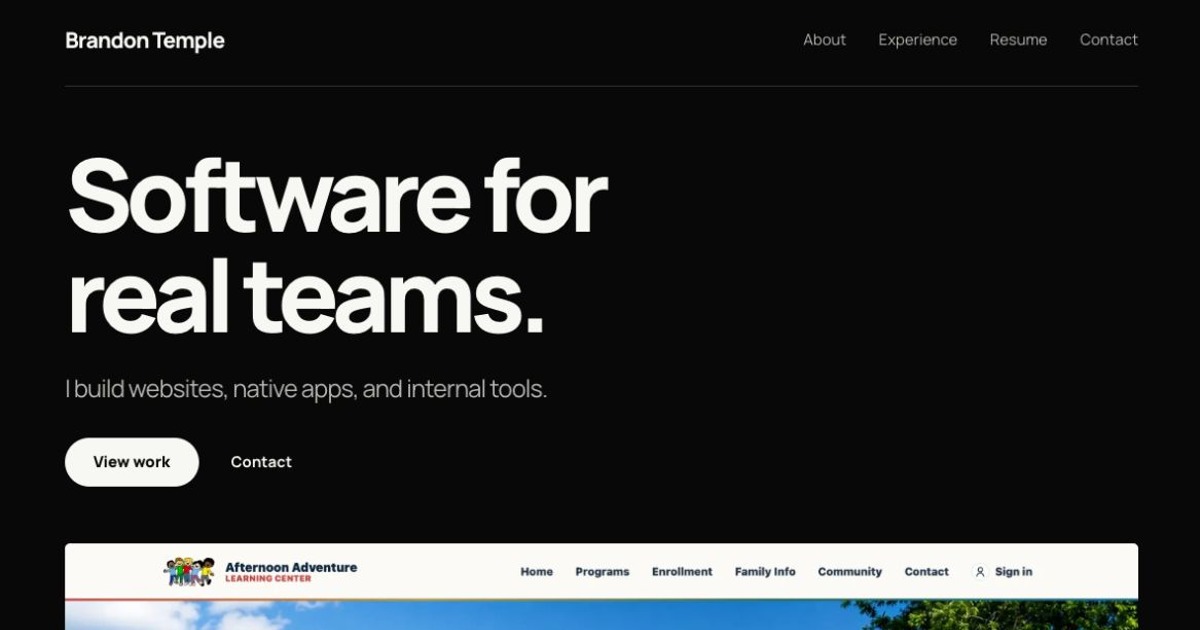 Brandon Temple
About Experience Resume Contact
Software for
real teams.
I build websites, native apps, and internal tools.
View work Contact
Afternoon Adventure
LEARNING CENTER
Home Programs Enrollment Family Info Community Contact Sign in